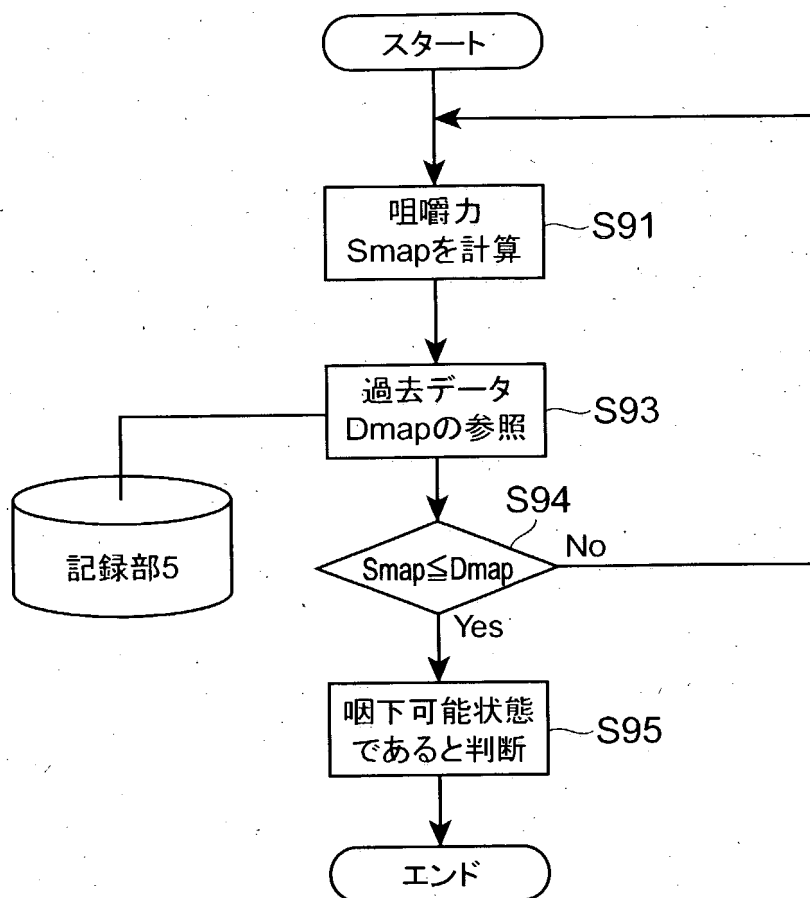 スタート
咀嚼力
Smapを計算
S91
過去データ
Dmapの参照
S93
記録部5
S94
Smap≦Dmap
No
Yes
咽下可能状態
であると判断
S95
エンド